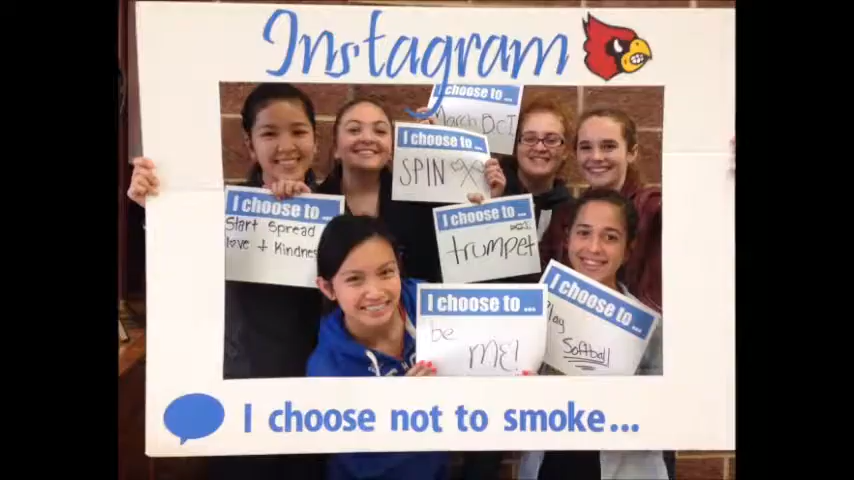 Instagram
I choose to ...
March DCI
I choose to ...
SPIN
I choose to ...
Start Spread
love + Kindness
I choose to ...
trumpet
I choose to ...
be
ME!
I choose to ...
Play
Softball
I choose not to smoke...